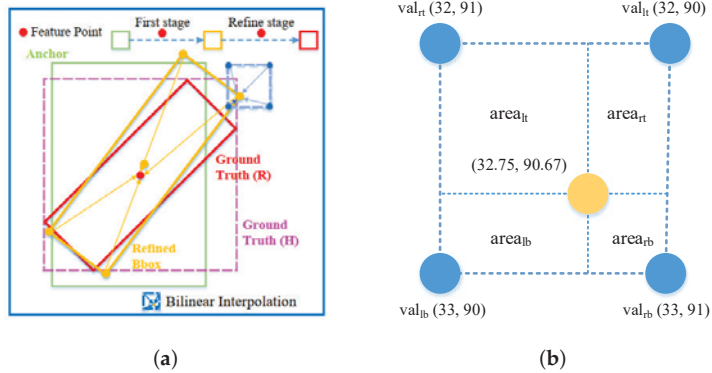 First stage
Refine stage
Feature Point
Anchor
Ground
Truth (R)
Ground
Truth (H)
Refined
Bbox
Bilinear Interpolation
(a)
val_rt (32, 91)
val_lt (32, 90)
area_lt
area_rt
(32.75, 90.67)
area_lb
area_rb
val_lb (33, 90)
val_rb (33, 91)
(b)